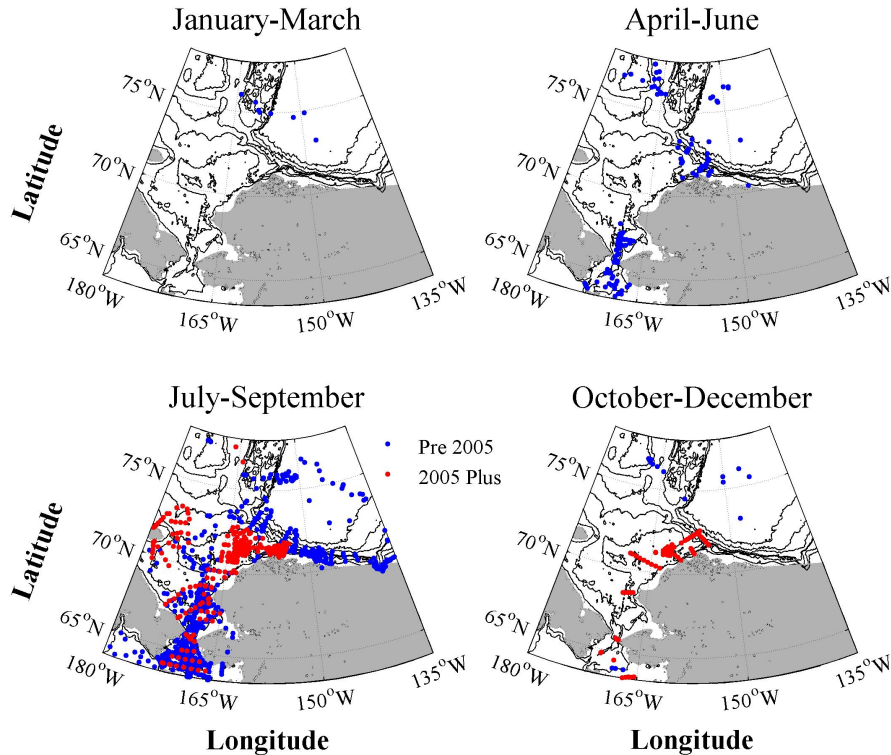 January-March
April-June
75°N
70°N
65°N
180°W
165°W
150°W
135°W
Latitude
75°N
70°N
65°N
180°W
165°W
150°W
135°W
July-September
October-December
Pre 2005
2005 Plus
75°N
70°N
65°N
180°W
165°W
150°W
135°W
Latitude
Longitude
75°N
70°N
65°N
180°W
165°W
150°W
135°W
Longitude